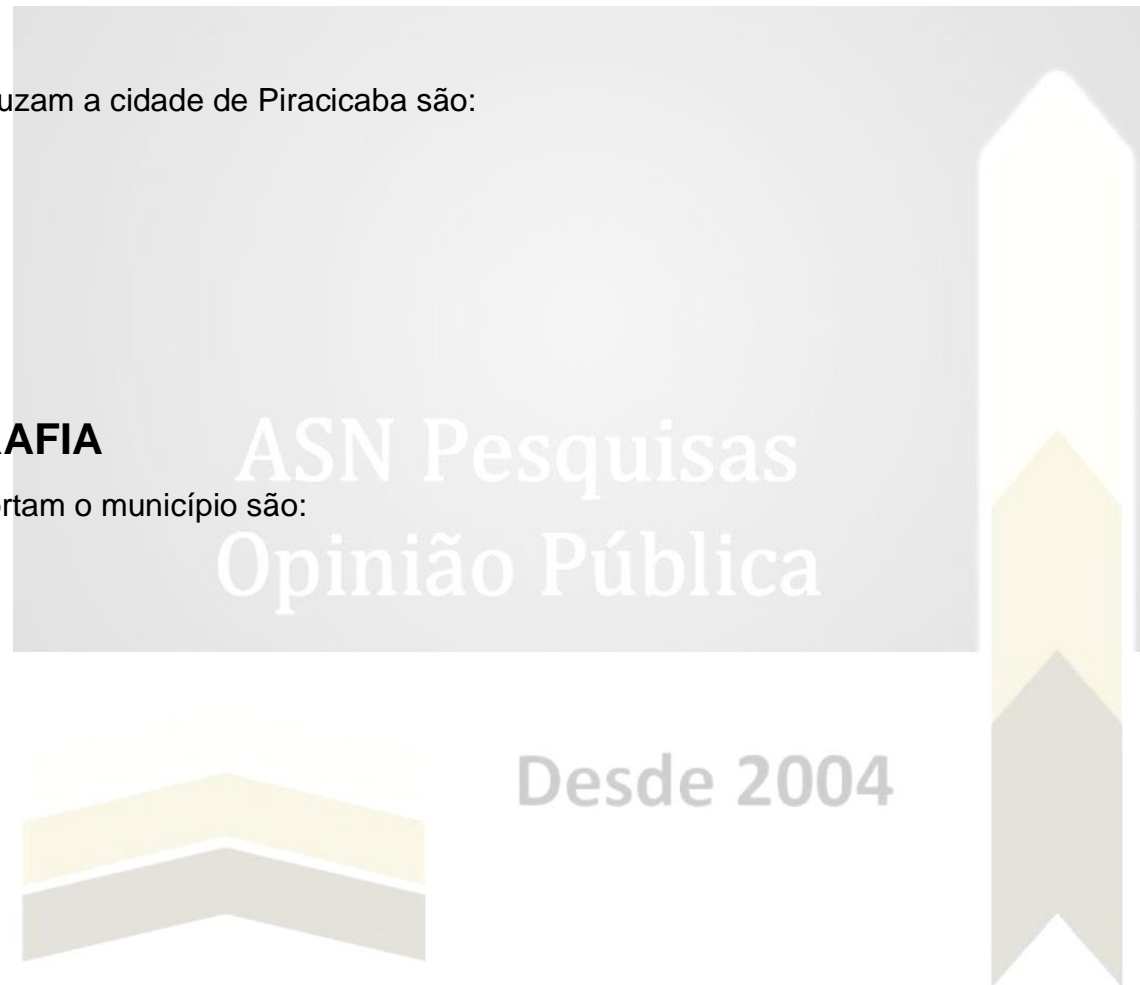 uzam a cidade de Piracicaba são:
AFIA
ASN Pesquisas
rtam o município são:
Opinião Pública
Desde 2004